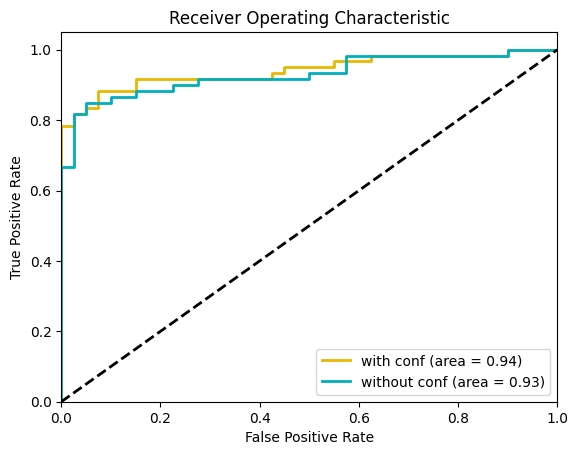 Receiver Operating Characteristic
True Positive Rate
1.0
0.8
0.6
0.4
0.2
0.0
with conf (area = 0.94)
without conf (area = 0.93)
0.0 0.2 0.4 0.6 0.8 1.0
False Positive Rate